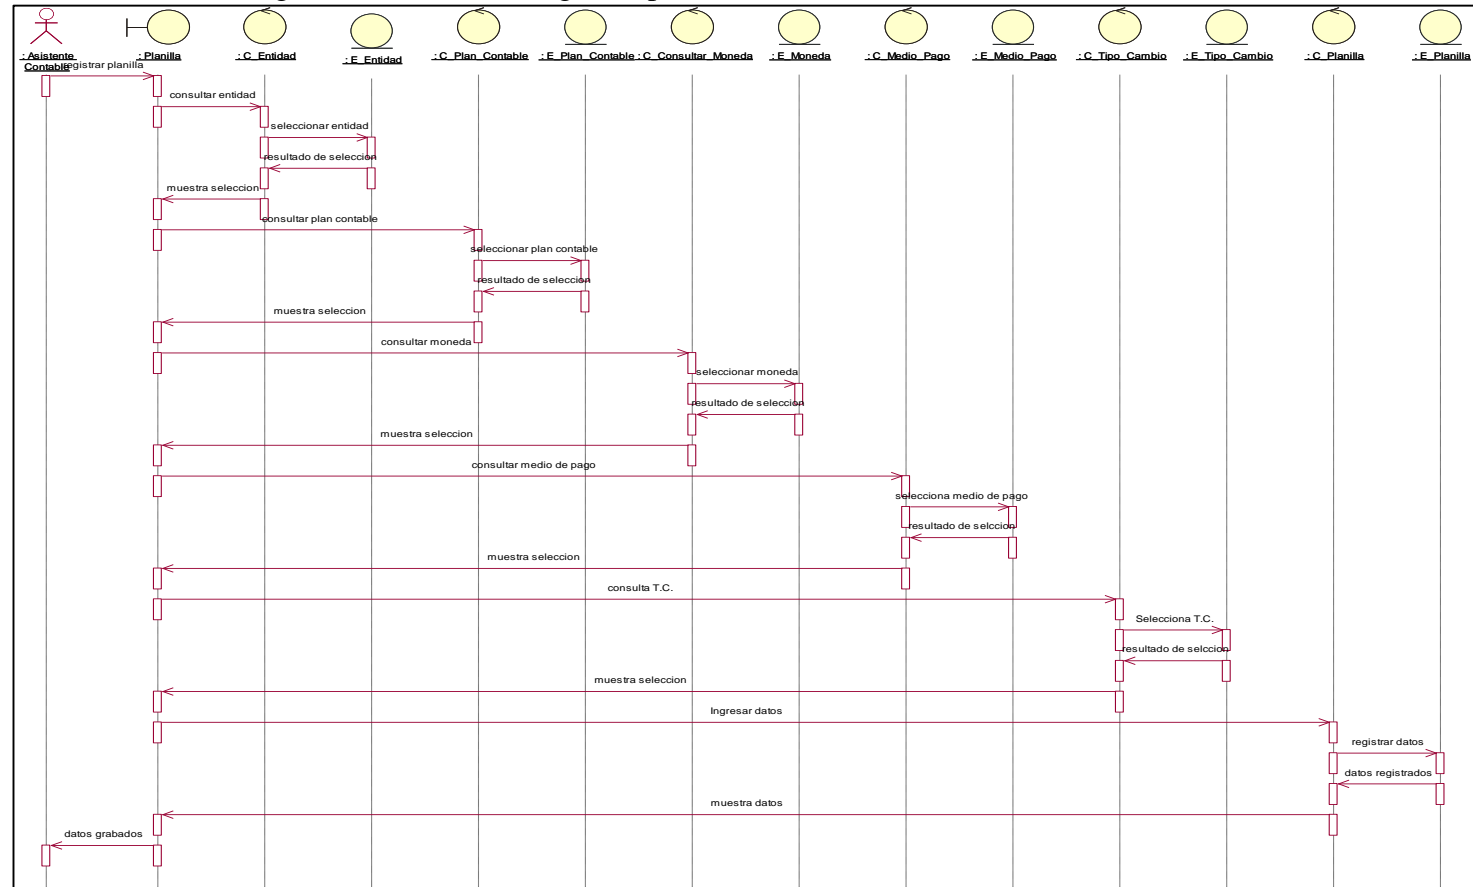 : Asistente Contable
: Planilla
: C_Entidad
: E_Entidad
: C_Plan_Contable
: E_Plan_Contable
: C_Consultar_Moneda
: E_Moneda
: C_Medio_Pago
: E_Medio_Pago
: C_Tipo_Cambio
: E_Tipo_Cambio
: C_Planilla
: E_Planilla
registrar planilla
consultar entidad
seleccionar entidad
resultado de seleccion
muestra seleccion
consultar plan contable
seleccionar plan contable
resultado de seleccion
muestra seleccion
consultar moneda
seleccionar moneda
resultado de seleccion
muestra seleccion
consultar medio de pago
selecciona medio de pago
resultado de selccion
muestra seleccion
consulta T.C.
Selecciona T.C.
resultado de selccion
muestra seleccion
Ingresar datos
registrar datos
datos registrados
muestra datos
datos grabados